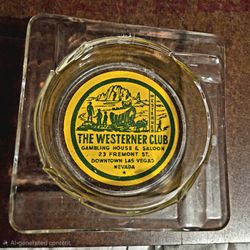 THE WESTERNER CLUB
GAMBLING HOUSE & SALOON
23 FREMONT ST.
DOWNTOWN LAS VEGAS
NEVADA
AI-generated content